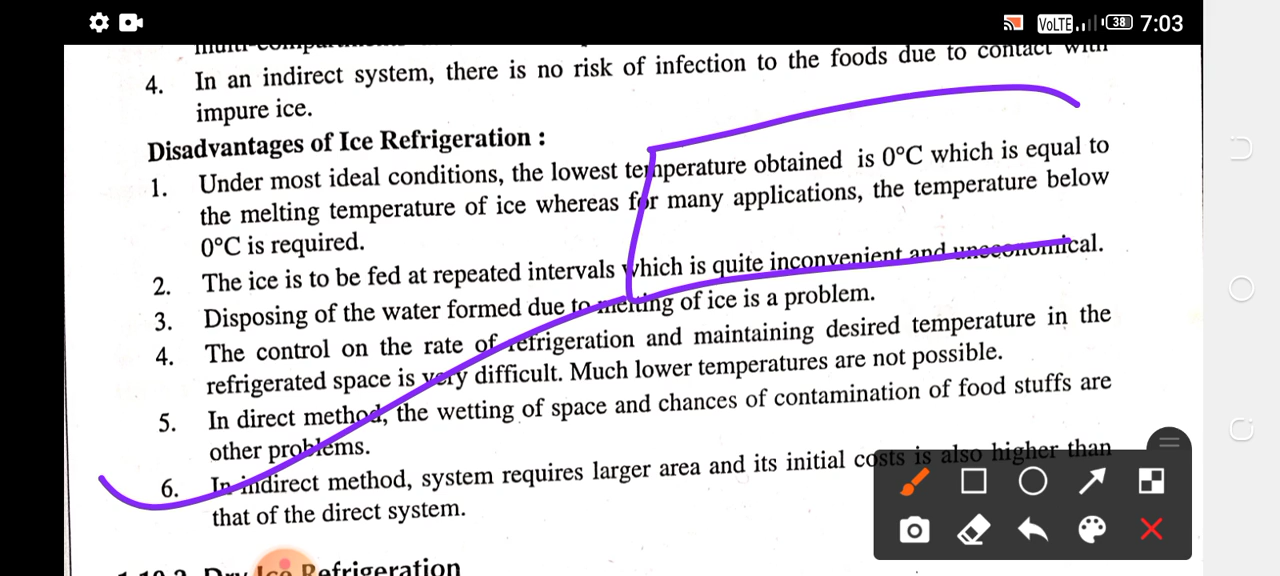 VoLTE 38 7:03
4. In an indirect system, there is no risk of infection to the foods due to contact with
impure ice.
Disadvantages of Ice Refrigeration :
1. Under most ideal conditions, the lowest temperature obtained is 0°C which is equal to
the melting temperature of ice whereas for many applications, the temperature below
0°C is required.
2. The ice is to be fed at repeated intervals which is quite inconvenient and uneconomical.
3. Disposing of the water formed due to melting of ice is a problem.
4. The control on the rate of refrigeration and maintaining desired temperature in the
refrigerated space is very difficult. Much lower temperatures are not possible.
5. In direct method, the wetting of space and chances of contamination of food stuffs are
other problems.
6. In indirect method, system requires larger area and its initial costs is also higher than
that of the direct system.
Dry Ice Refrigeration